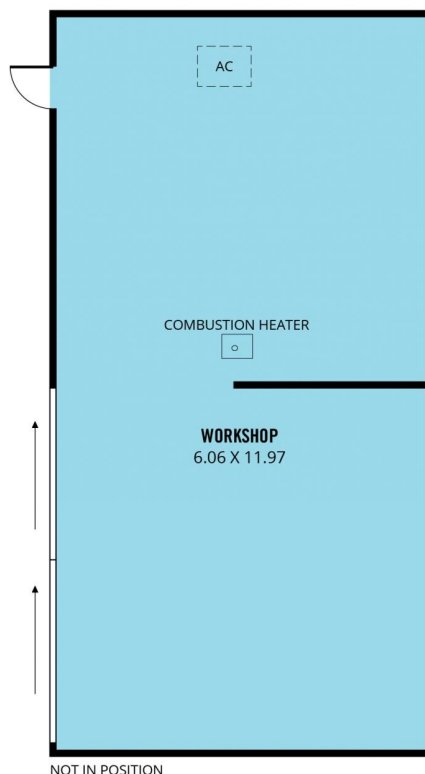 AC
COMBUSTION HEATER
WORKSHOP
6.06 X 11.97
NOT IN POSITION